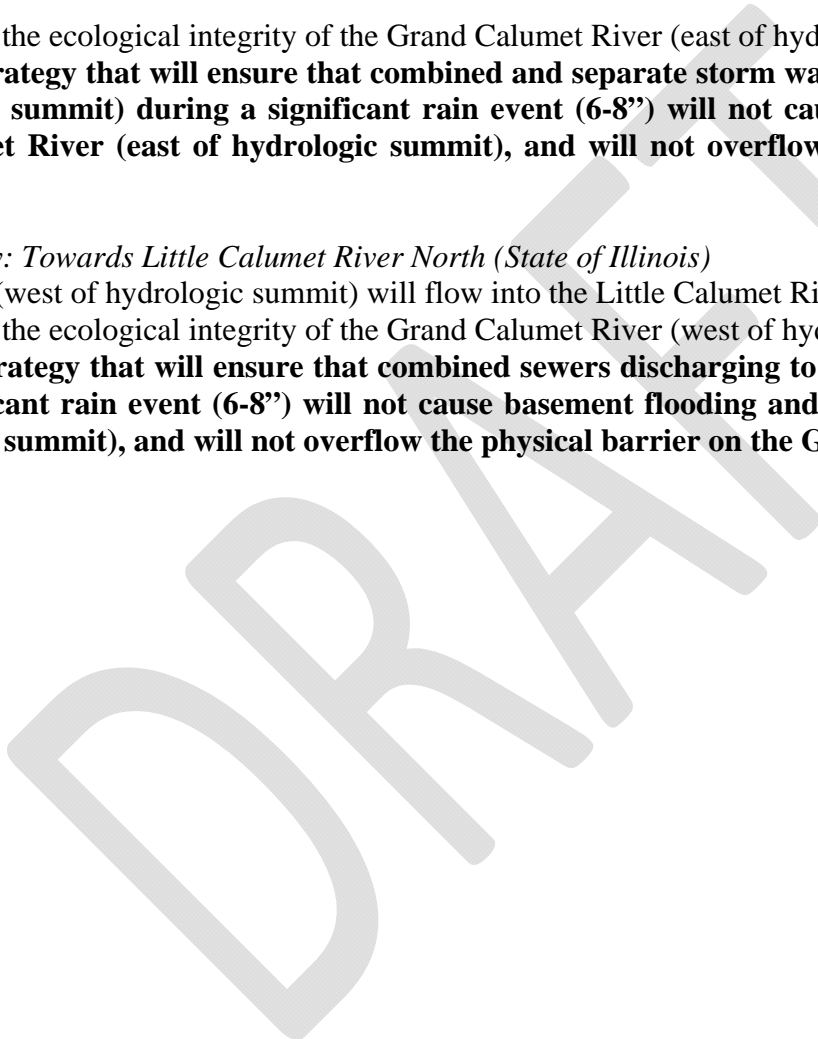 the ecological integrity of the Grand Calumet River (east of hyd
rategy that will ensure that combined and separate storm wa
summit) during a significant rain event (6-8”) will not cau
et River (east of hydrologic summit), and will not overflow
y: Towards Little Calumet River North (State of Illinois)
(west of hydrologic summit) will flow into the Little Calumet Ri
the ecological integrity of the Grand Calumet River (west of hyd
rategy that will ensure that combined sewers discharging to
icant rain event (6-8”) will not cause basement flooding and
summit), and will not overflow the physical barrier on the G
DRAFT